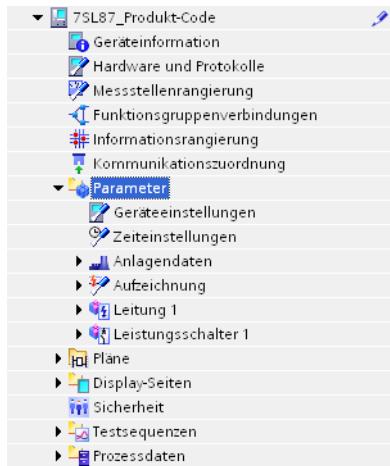 7SL87_Produkt-Code
Geräteinformation
Hardware und Protokolle
Messstellenrangierung
Funktionsgruppenverbindungen
Informationsrangierung
Kommunikationszuordnung
Parameter
Geräteeinstellungen
Zeiteinstellungen
Anlagendaten
Aufzeichnung
Leitung 1
Leistungsschalter 1
Pläne
Display-Seiten
Sicherheit
Testsequenzen
Prozessdaten